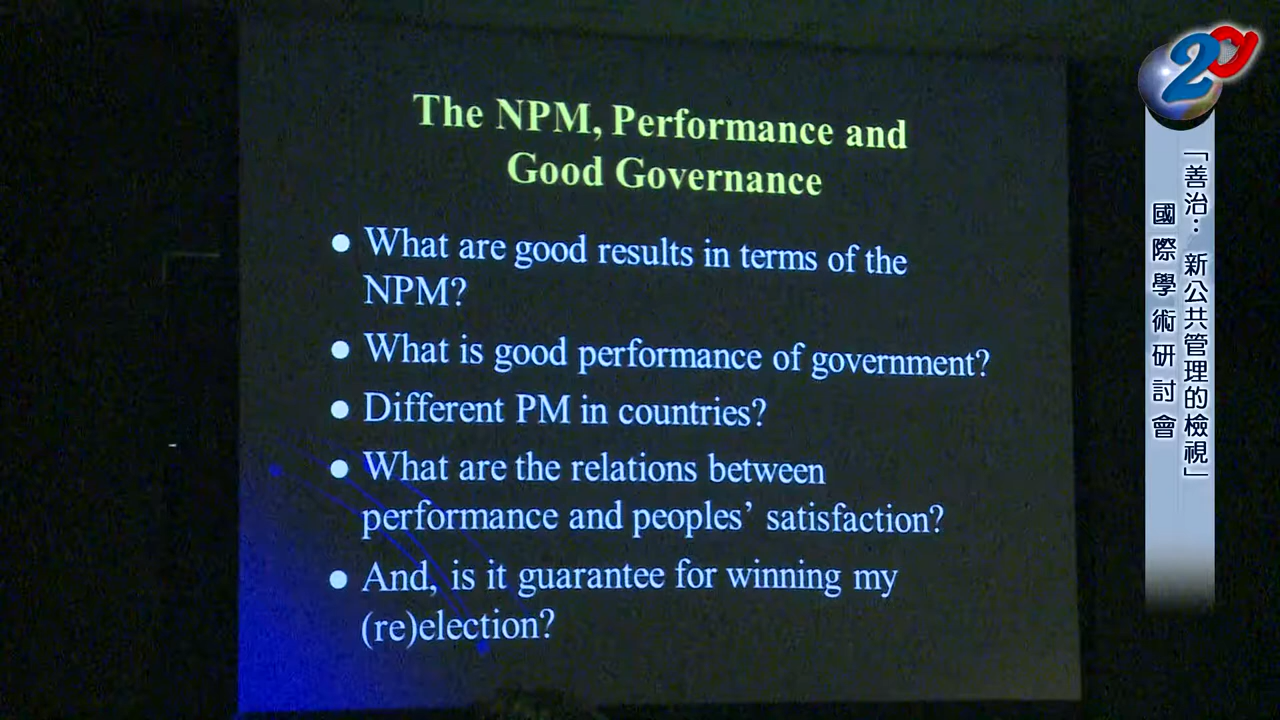 The NPM, Performance and
Good Governance
● What are good results in terms of the
NPM?
● What is good performance of government?
● Different PM in countries?
● What are the relations between
performance and peoples’ satisfaction?
● And, is it guarantee for winning my
(re)election?
20
「善治：新公共管理的檢視」
國際學術研討會